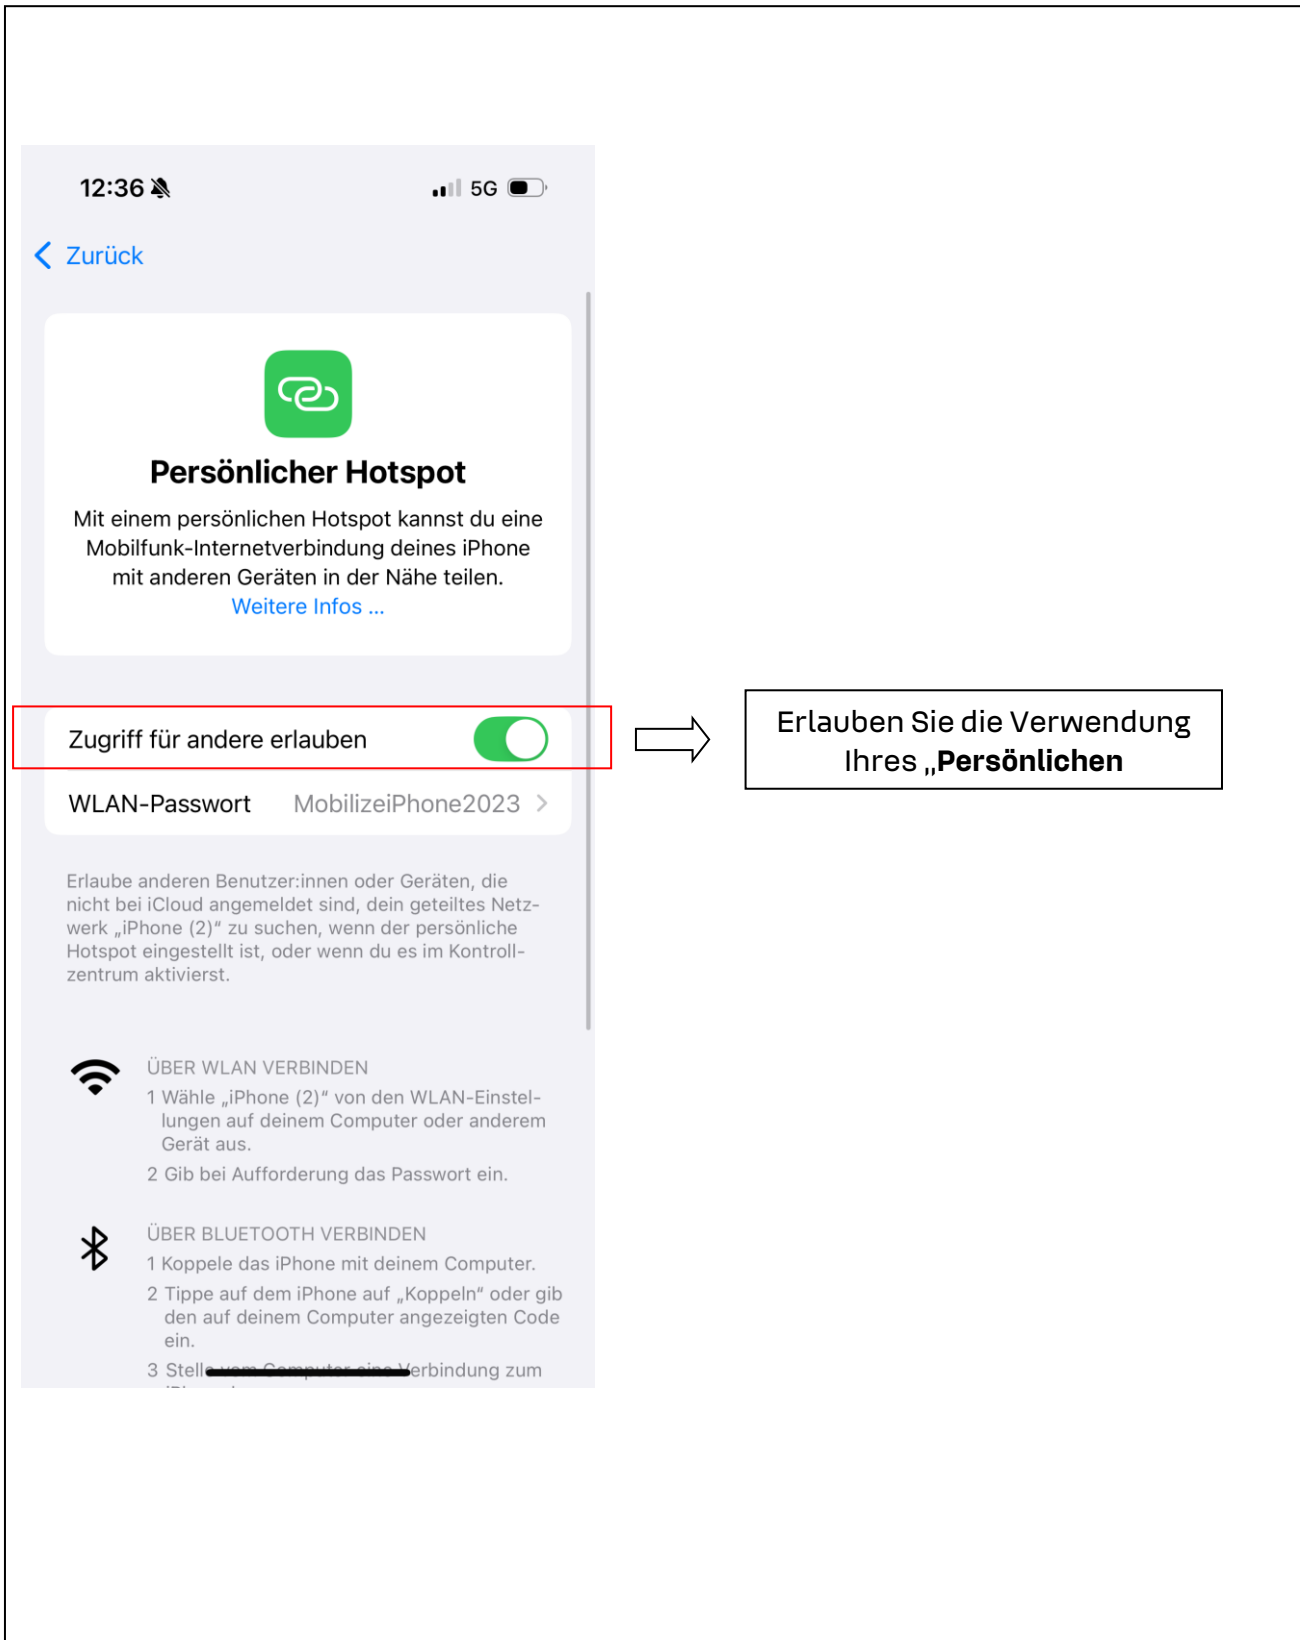 12:36
5G
Zurück
Persönlicher Hotspot
Mit einem persönlichen Hotspot kannst du eine
Mobilfunk-Internetverbindung deines iPhone
mit anderen Geräten in der Nähe teilen.
Weitere Infos ...
Zugriff für andere erlauben
Erlauben Sie die Verwendung
Ihres „Persönlichen
WLAN-Passwort MobilizeiPhone2023
Erlaube anderen Benutzer:innen oder Geräten, die
nicht bei iCloud angemeldet sind, dein geteiltes Netz-
werk „iPhone (2)“ zu suchen, wenn der persönliche
Hotspot eingestellt ist, oder wenn du es im Kontroll-
zentrum aktivierst.
ÜBER WLAN VERBINDEN
1 Wähle „iPhone (2)“ von den WLAN-Einstel-
lungen auf deinem Computer oder anderem
Gerät aus.
2 Gib bei Aufforderung das Passwort ein.
ÜBER BLUETOOTH VERBINDEN
1 Koppele das iPhone mit deinem Computer.
2 Tippe auf dem iPhone auf „Koppeln“ oder gib
den auf deinem Computer angezeigten Code
ein.
3 Stelle vom Computer eine Verbindung zum